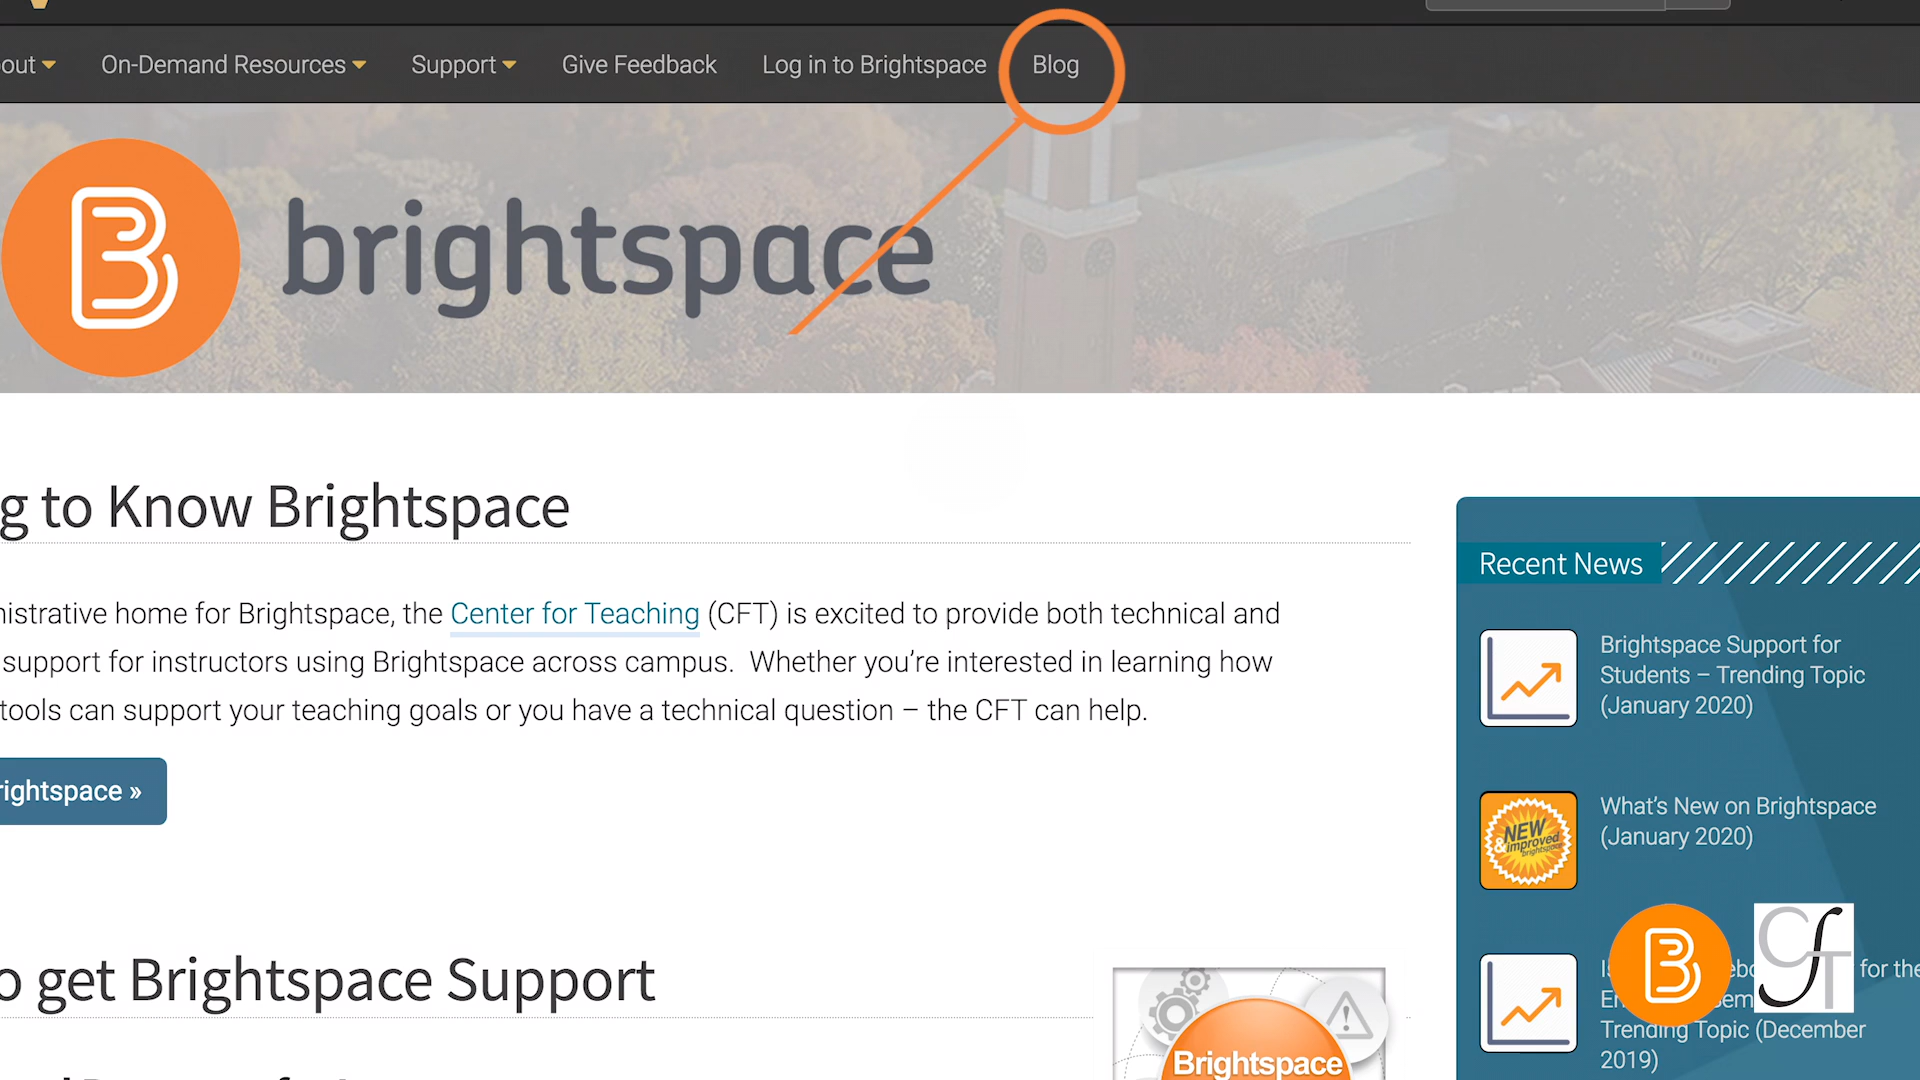 out On-Demand Resources Support Give Feedback Log in to Brightspace Blog
brightspace
g to Know Brightspace
nistrative home for Brightspace, the Center for Teaching (CFT) is excited to provide both technical and
support for instructors using Brightspace across campus. Whether you’re interested in learning how
tools can support your teaching goals or you have a technical question – the CFT can help.
rightspace »
o get Brightspace Support
Brightspace
Recent News
Brightspace Support for
Students – Trending Topic
(January 2020)
What’s New on Brightspace
(January 2020)
NEW
&improved
brightspace
for the
Trending Topic (December
2019)
CfT